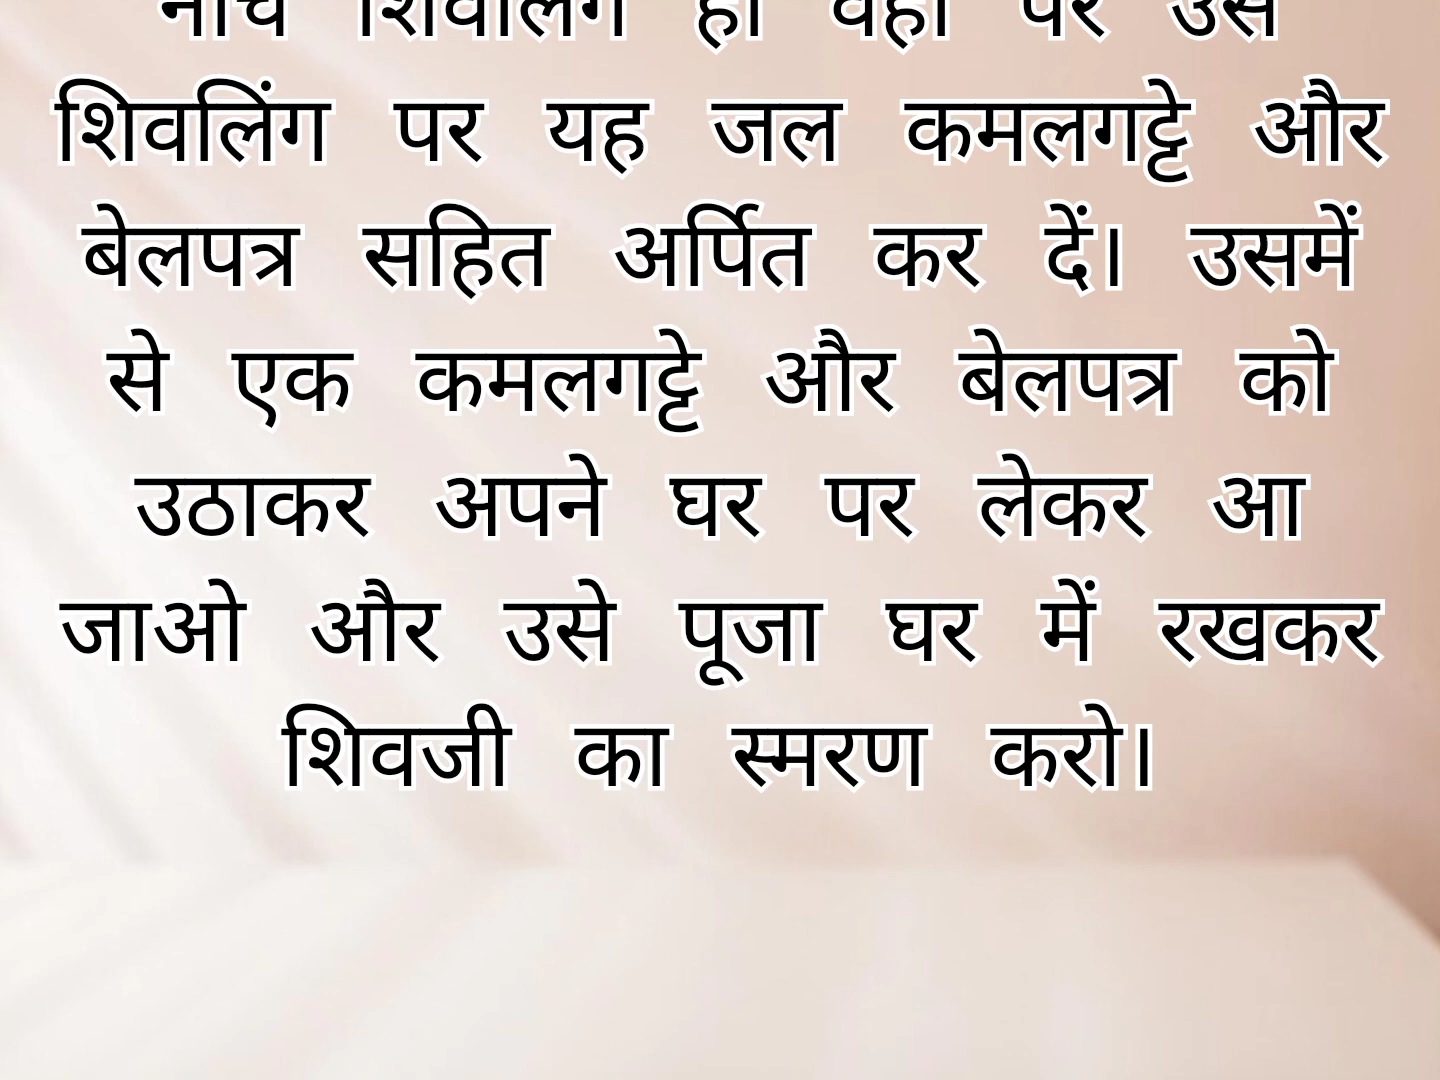 शिवलिंग पर यह जल कमलगट्टे और
बेलपत्र सहित अर्पित कर दें। उसमें
से एक कमलगट्टे और बेलपत्र को
उठाकर अपने घर पर लेकर आ
जाओ और उसे पूजा घर में रखकर
शिवजी का स्मरण करो।